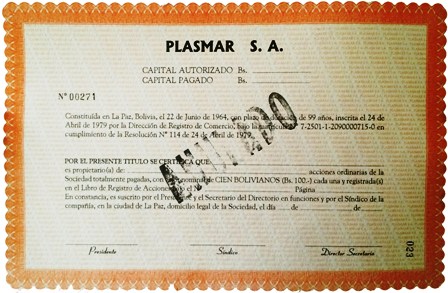 PLASMAR S. A.
CAPITAL AUTORIZADO Bs.
CAPITAL PAGADO Bs.
Nº 00271
Constituída en La Paz, Bolivia, el 22 de Junio de 1964, con plazo de duración de 99 años, inscrita el 24 de
Abril de 1979 por la Dirección de Registro de Comercio, bajo la matrícula Nº 7-2501-1-2090000715-0 en
cumplimiento de la Resolución Nº 114 de 24 de Abril de 1979.
ANULADO
POR EL PRESENTE TITULO SE CERTIFICA QUE
es propietario(a) de acciones ordinarias de la
Sociedad totalmente pagadas, con valor nominal de CIEN BOLIVIANOS (Bs. 100.-) cada una y registrada(s)
en el Libro de Registro de Acciones Página
En constancia, es suscrito por el Presidente y el Secretario del Directorio en funciones y por el Síndico de la
compañía, en la ciudad de La Paz, domicilio legal de la Sociedad, el día de de
Presidente Síndico Director Secretario
023